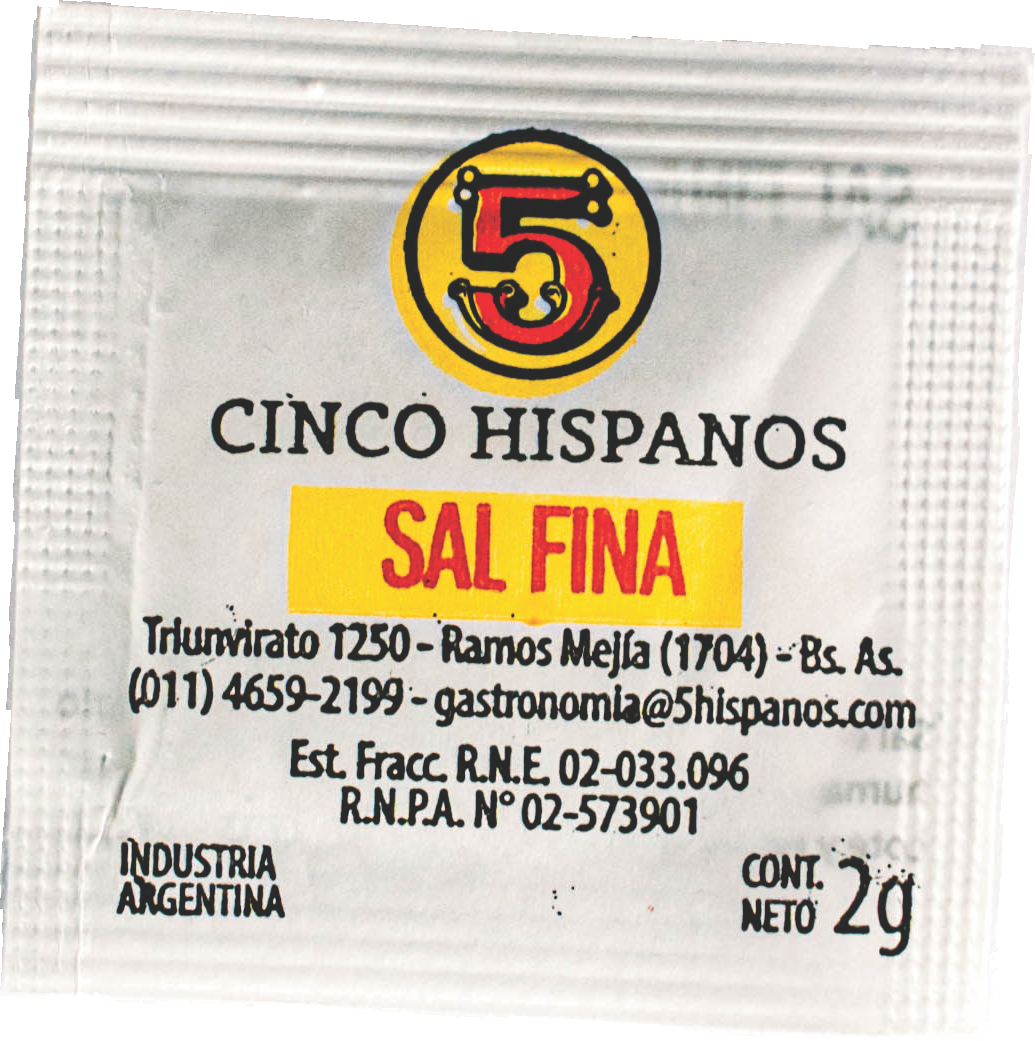 5
CINCO HISPANOS
SAL FINA
Triunvirato 1250 - Ramos Mejía (1704) - Bs. As.
(011) 4659-2199 - gastronomia@5hispanos.com
Est. Fracc. R.N.E. 02-033.096
R.N.P.A. N° 02-573901
INDUSTRIA
ARGENTINA
CONT.
NETO 2g